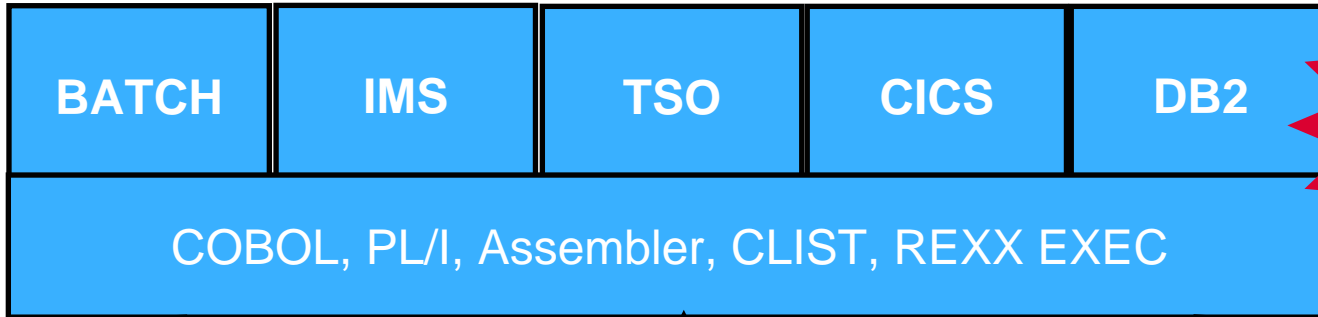 BATCH IMS TSO CICS DB2
COBOL, PL/I, Assembler, CLIST, REXX EXEC